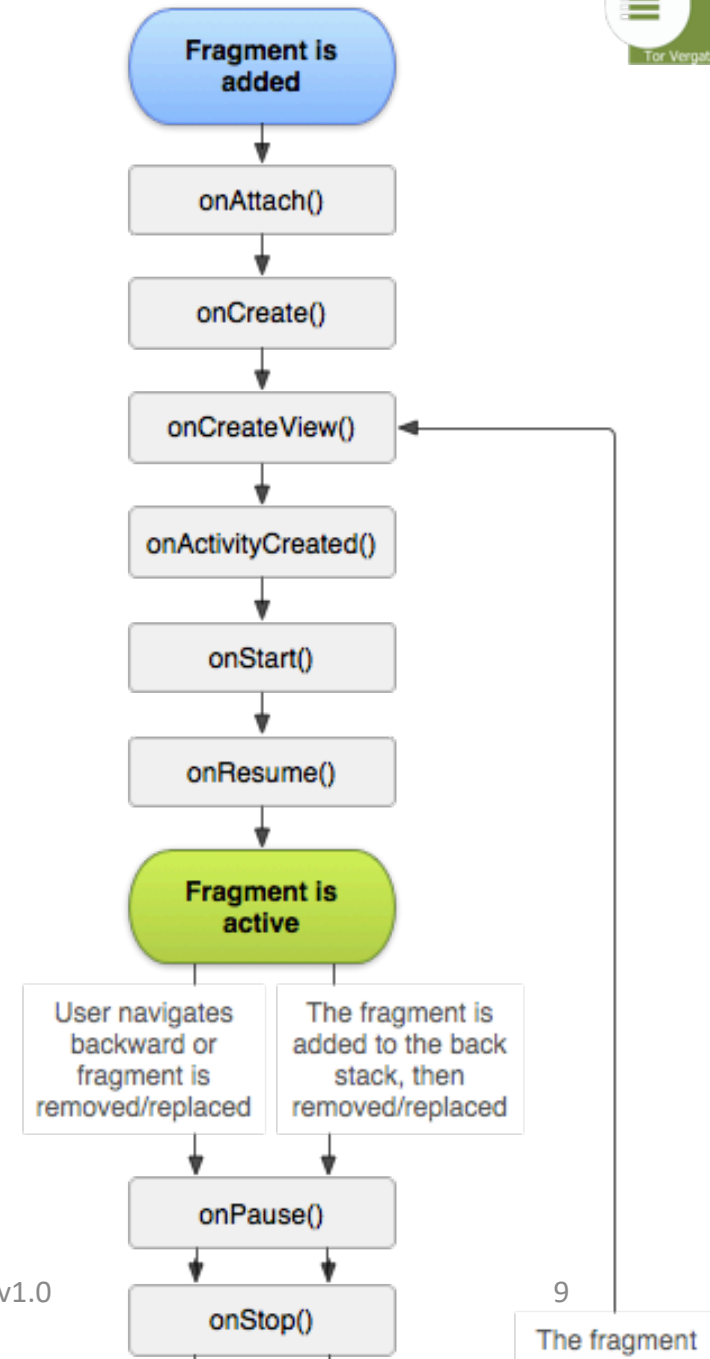 Tor Vergat
Fragment is
added
onAttach()
onCreate()
onCreateView()
onActivityCreated()
onStart()
onResume()
Fragment is
active
User navigates
backward or
fragment is
removed/replaced
The fragment is
added to the back
stack, then
removed/replaced
onPause()
v1.0
9
onStop()
The fragment